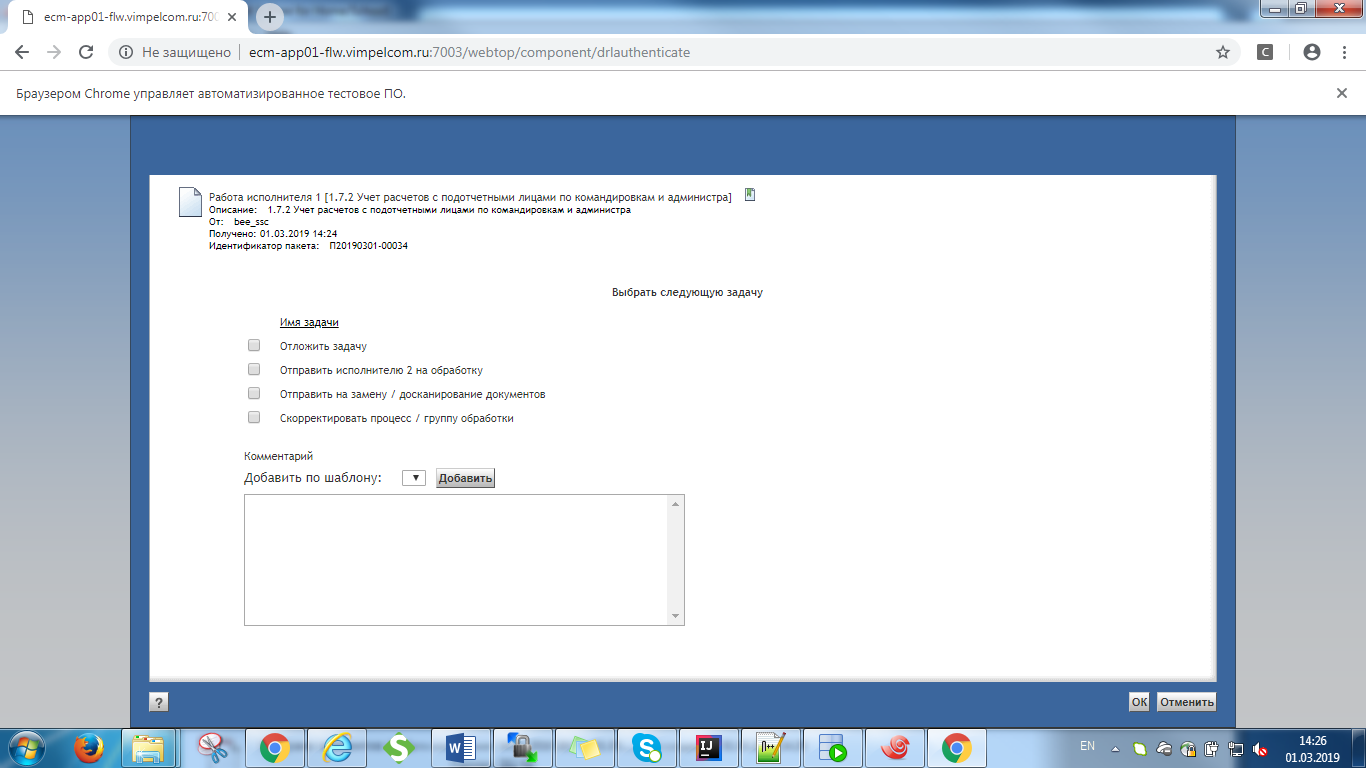 ecm-app01-flw.vimpelcom.ru:700
Не защищено ecm-app01-flw.vimpelcom.ru:7003/webtop/component/drlauthenticate
C
Браузером Chrome управляет автоматизированное тестовое ПО.
Работа исполнителя 1 [1.7.2 Учет расчетов с подотчетными лицами по командировкам и администра]
Описание: 1.7.2 Учет расчетов с подотчетными лицами по командировкам и администра
От: bee_ssc
Получено: 01.03.2019 14:24
Идентификатор пакета: П20190301-00034
Выбрать следующую задачу
Имя задачи
Отложить задачу
Отправить исполнителю 2 на обработку
Отправить на замену / досканирование документов
Скорректировать процесс / группу обработки
Комментарий
Добавить по шаблону: Добавить
? ОК Отменить
EN 14:26
01.03.2019